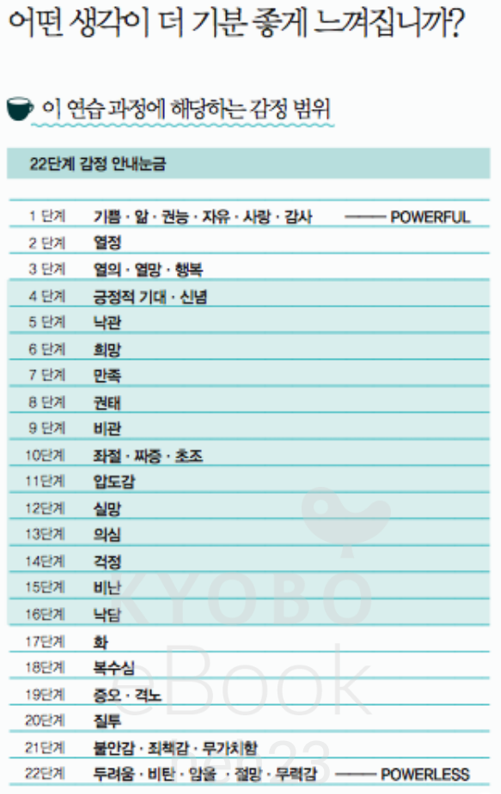 어떤 생각이 더 기분 좋게 느껴집니까?
이 연습 과정에 해당하는 감정 범위
22단계 감정 안내눈금
1 단계 기쁨 · 앎 · 권능 · 자유 · 사랑 · 감사 POWERFUL
2 단계 열정
3 단계 열의 · 열망 · 행복
4 단계 긍정적 기대 · 신념
5 단계 낙관
6 단계 희망
7 단계 만족
8 단계 권태
9 단계 비관
10단계 좌절 · 짜증 · 초조
11단계 압도감
12단계 실망
13단계 의심
14단계 걱정
15단계 비난
16단계 낙담
17단계 화
18단계 복수심
19단계 증오 · 격노
20단계 질투
21단계 불안감 · 죄책감 · 무가치함
22단계 두려움 · 비탄 · 암울 · 절망 · 무력감 POWERLESS
KYOBO
eBook